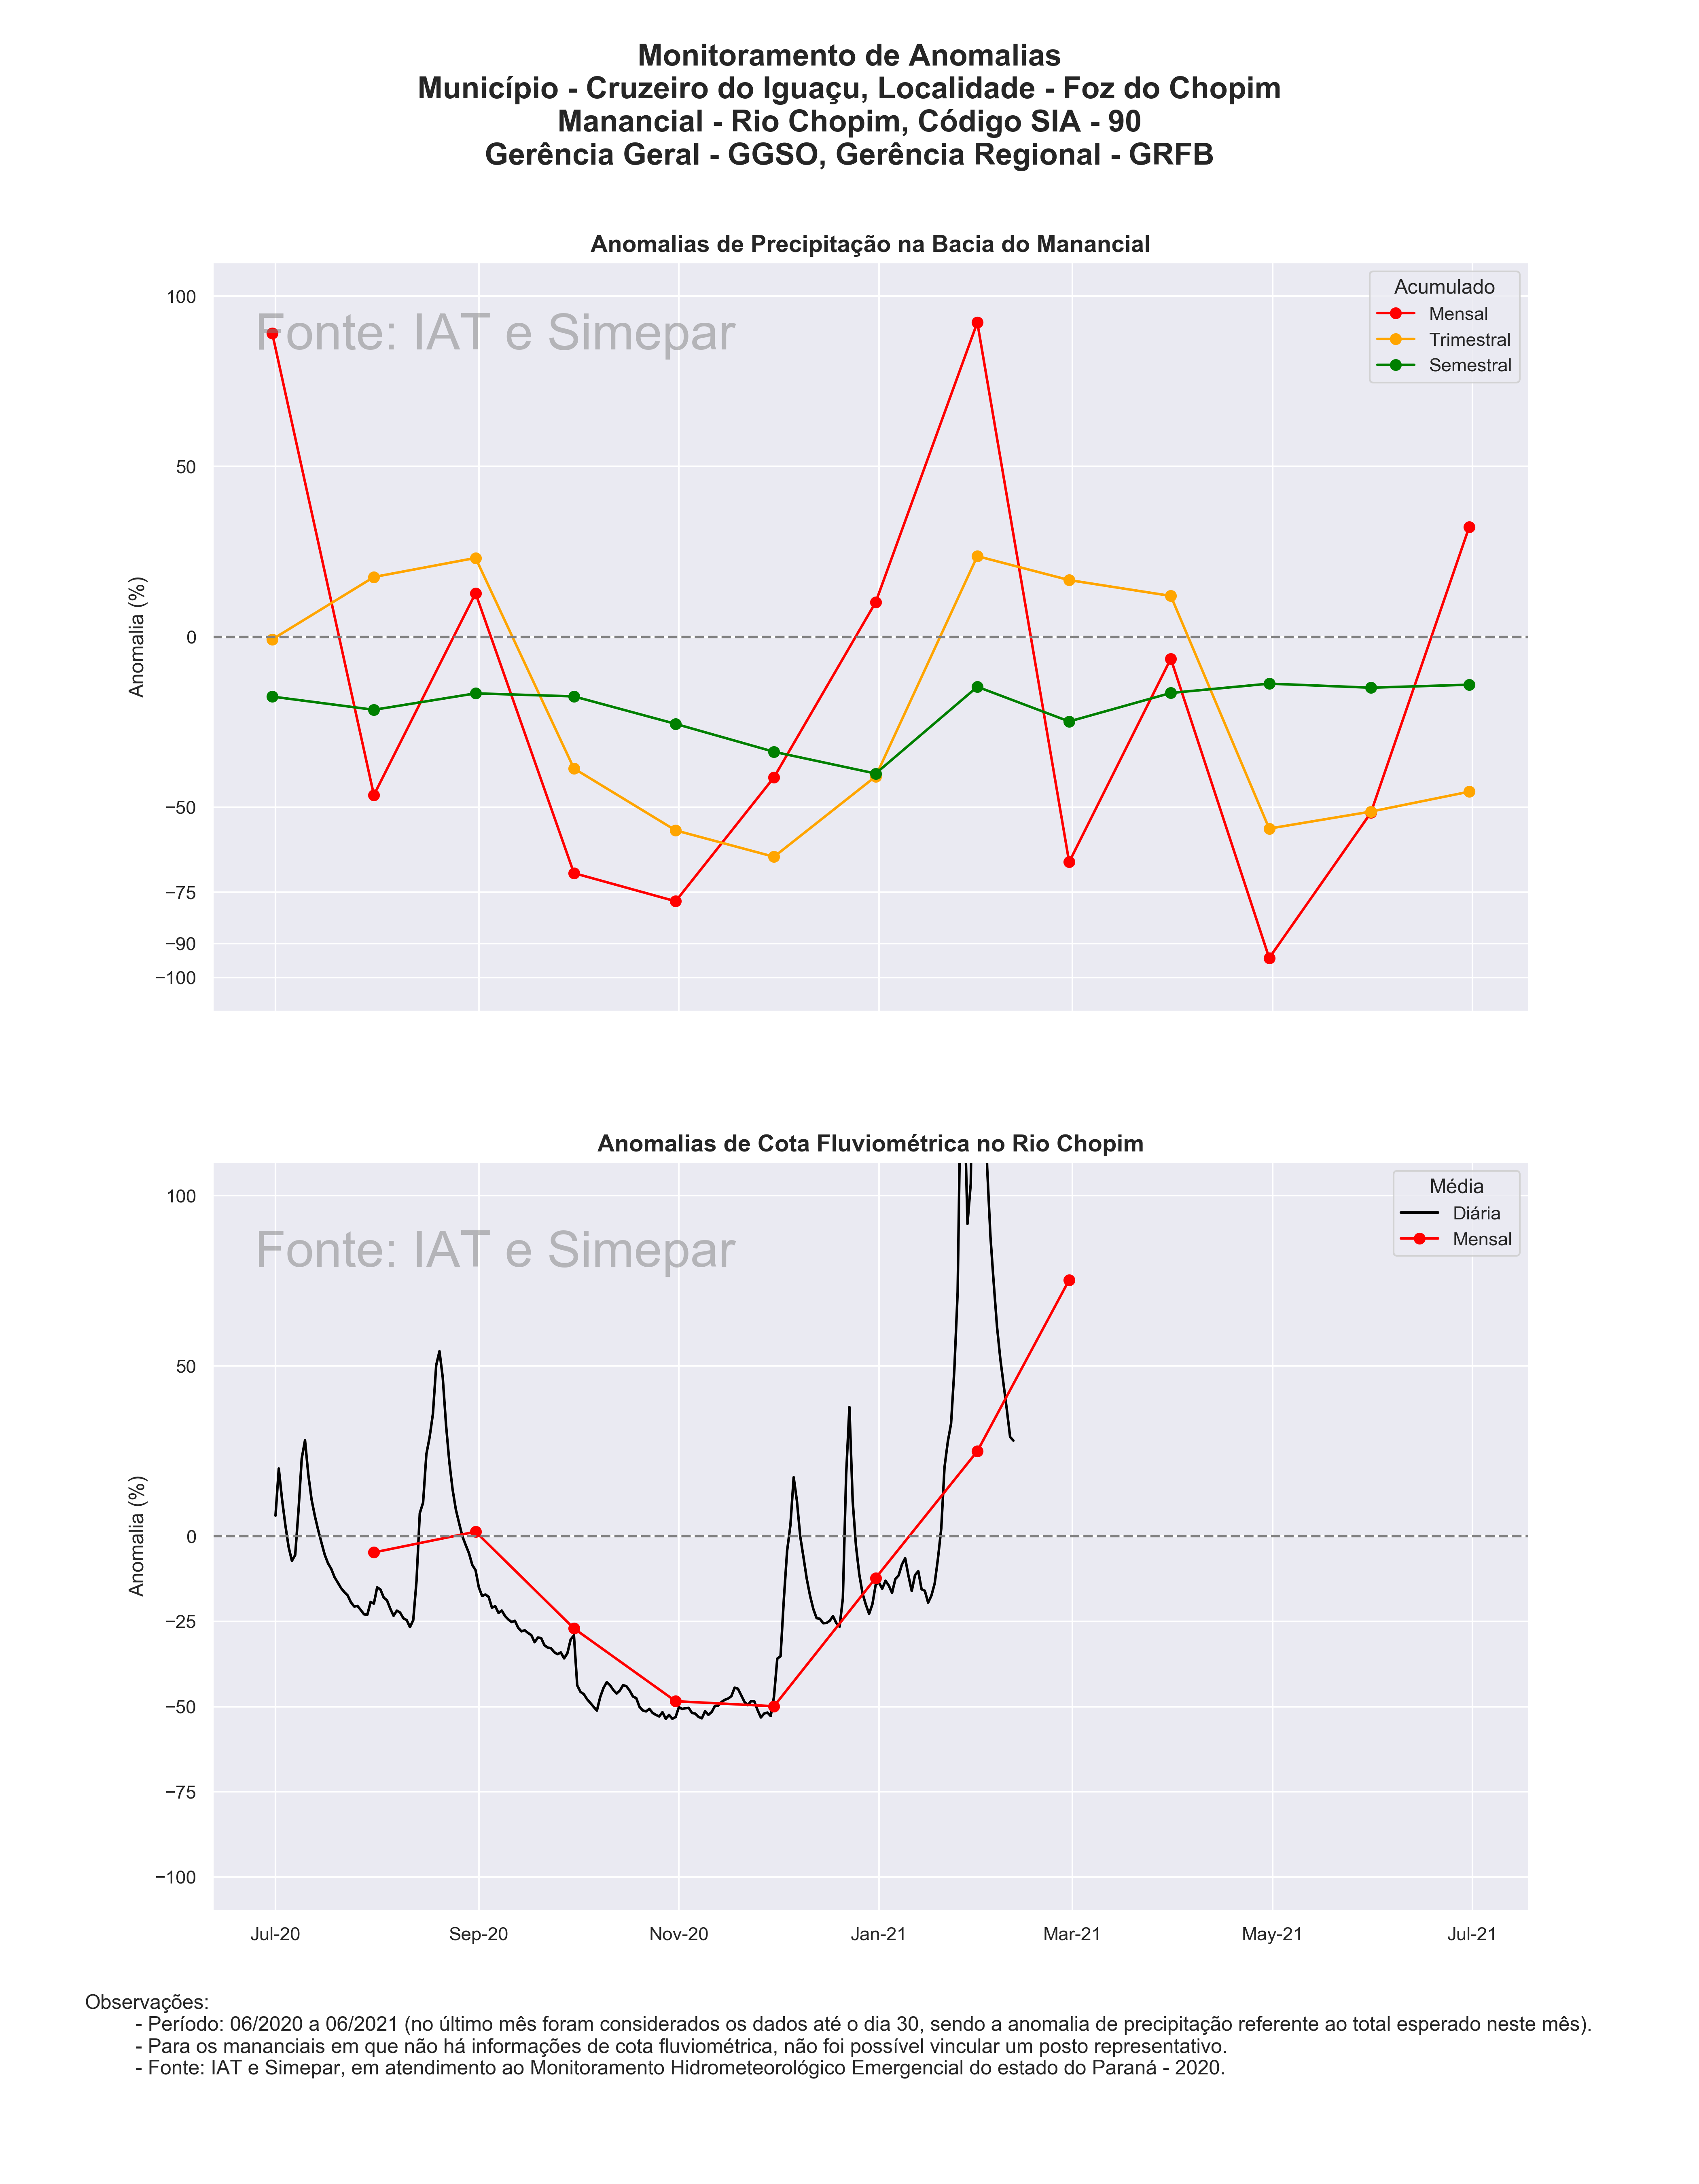 Monitoramento de Anomalias
Município - Cruzeiro do Iguaçu, Localidade - Foz do Chopim
Manancial - Rio Chopim, Código SIA - 90
Gerência Geral - GGSO, Gerência Regional - GRFB
Anomalias de Precipitação na Bacia do Manancial
Fonte: IAT e Simepar
Acumulado
Mensal
Trimestral
Semestral
Anomalia (%)
100
50
0
−50
−75
−90
−100
Anomalias de Cota Fluviométrica no Rio Chopim
Fonte: IAT e Simepar
Média
Diária
Mensal
Anomalia (%)
100
50
0
−25
−50
−75
−100
Jul-20 Sep-20 Nov-20 Jan-21 Mar-21 May-21 Jul-21
Observações:
- Período: 06/2020 a 06/2021 (no último mês foram considerados os dados até o dia 30, sendo a anomalia de precipitação referente ao total esperado neste mês).
- Para os mananciais em que não há informações de cota fluviométrica, não foi possível vincular um posto representativo.
- Fonte: IAT e Simepar, em atendimento ao Monitoramento Hidrometeorológico Emergencial do estado do Paraná - 2020.